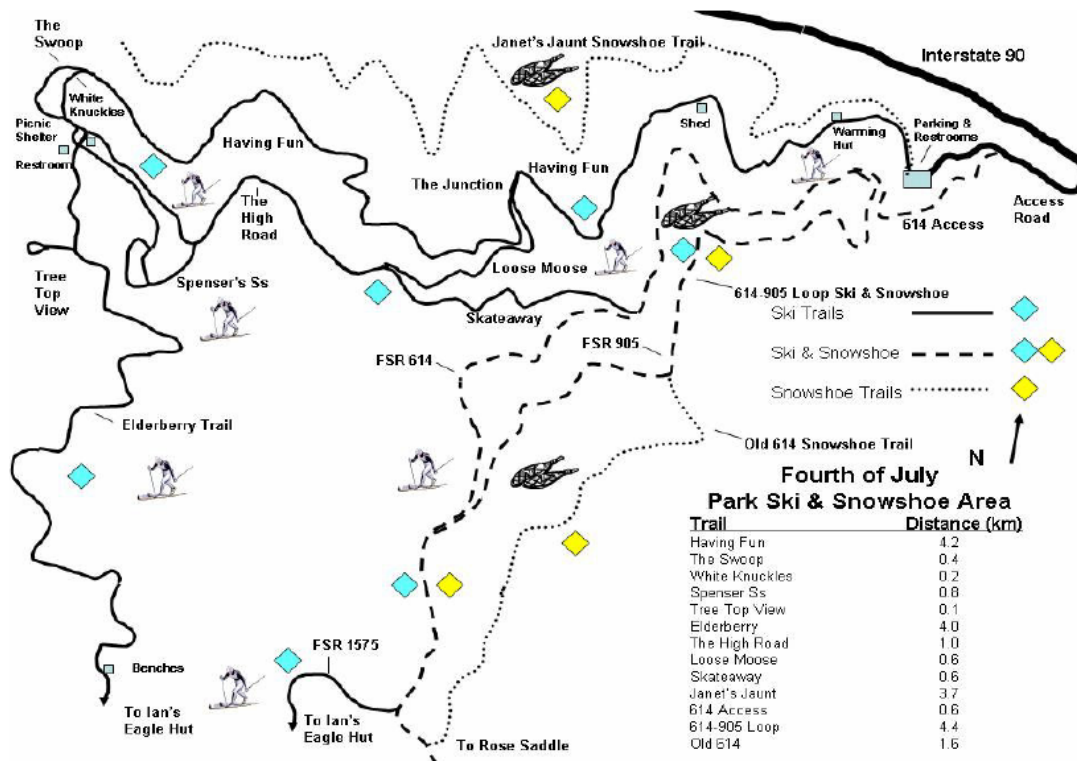 The
Swoop
Janet's Jaunt Snowshoe Trail
Interstate 90
White
Knuckles
Picnic
Shelter
Restroom
Having Fun
Shed
Warming
Hut
Parking &
Restrooms
The Junction
Having Fun
The
High
Road
614 Access
Access
Road
Tree
Top
View
Spenser's Ss
Loose Moose
Skateaway
614-905 Loop Ski & Snowshoe
Ski Trails
FSR 614
FSR 905
Ski & Snowshoe
Snowshoe Trails
Elderberry Trail
Old 614 Snowshoe Trail
N
Fourth of July
Park Ski & Snowshoe Area
Trail Distance (km)
Having Fun 4.2
The Swoop 0.4
White Knuckles 0.2
Spenser Ss 0.8
Tree Top View 0.1
Elderberry 4.0
The High Road 1.0
Loose Moose 0.6
Skateaway 0.6
Janet's Jaunt 3.7
614 Access 0.6
614-905 Loop 4.4
Old 614 1.6
FSR 1575
Benches
To Ian's
Eagle Hut
To Ian's
Eagle Hut
To Rose Saddle